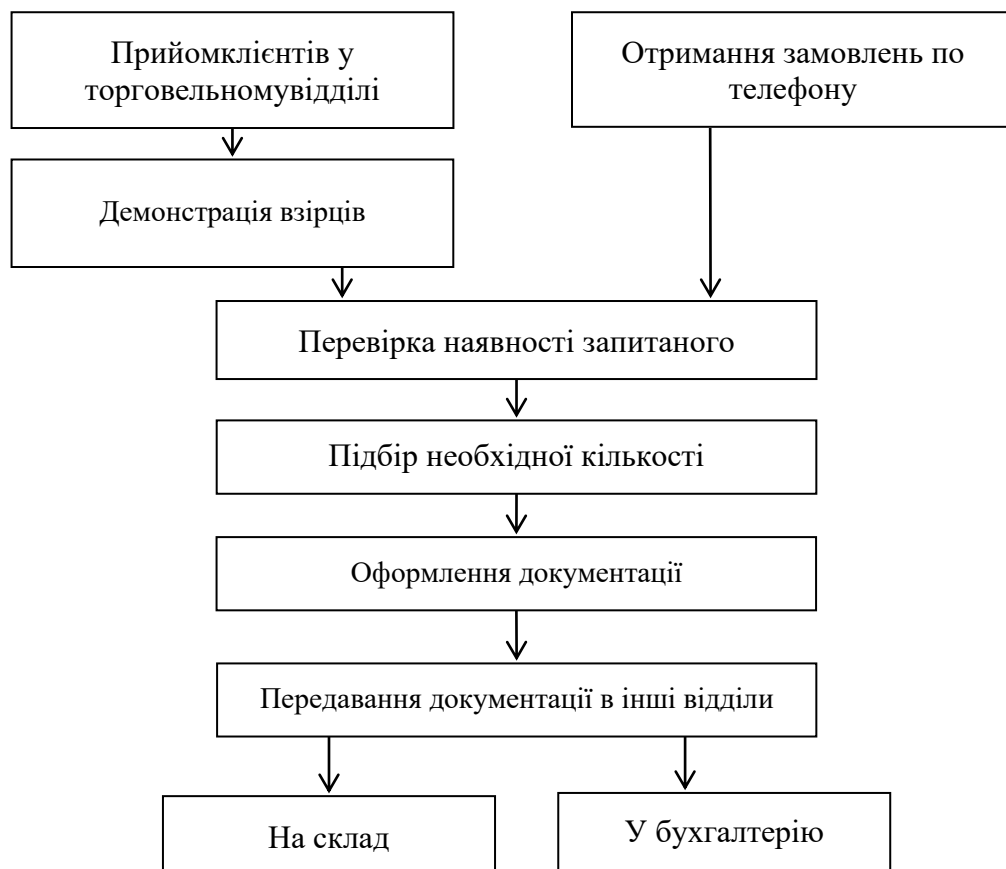 Прийомклієнтів у
торговельномувідділі
Отримання замовлень по
телефону
Демонстрація взірців
Перевірка наявності запитаного
Підбір необхідної кількості
Оформлення документації
Передавання документації в інші відділи
На склад
У бухгалтерію